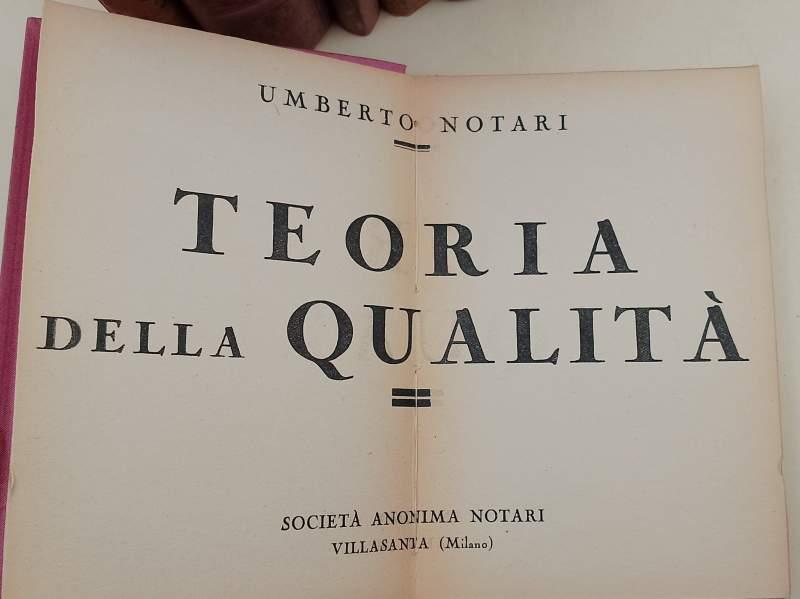 UMBERTO NOTARI
TEORIA
DELLA QUALITÀ
SOCIETÀ ANONIMA NOTARI
VILLASANTA (Milano)